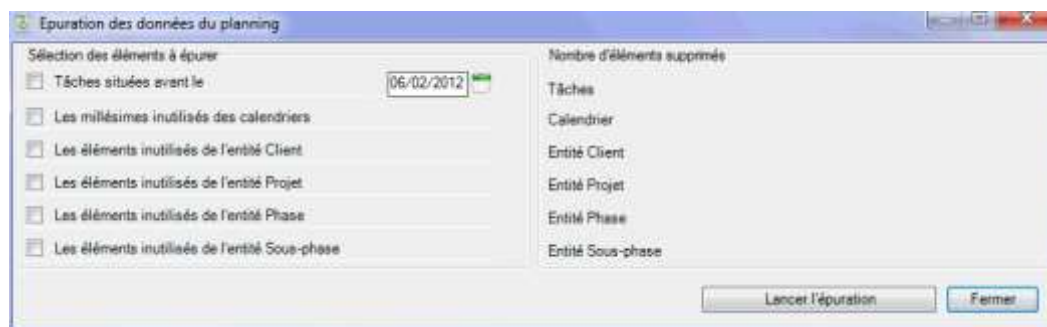 Epuration des données du planning
Sélection des éléments à épurer
Tâches situées avant le
06/02/2012
Les millésimes inutilisés des calendriers
Les éléments inutilisés de l'entité Client
Les éléments inutilisés de l'entité Projet
Les éléments inutilisés de l'entité Phase
Les éléments inutilisés de l'entité Sous-phase
Nombre d'éléments supprimés
Tâches
Calendrier
Entité Client
Entité Projet
Entité Phase
Entité Sous-phase
Lancer l'épuration
Fermer